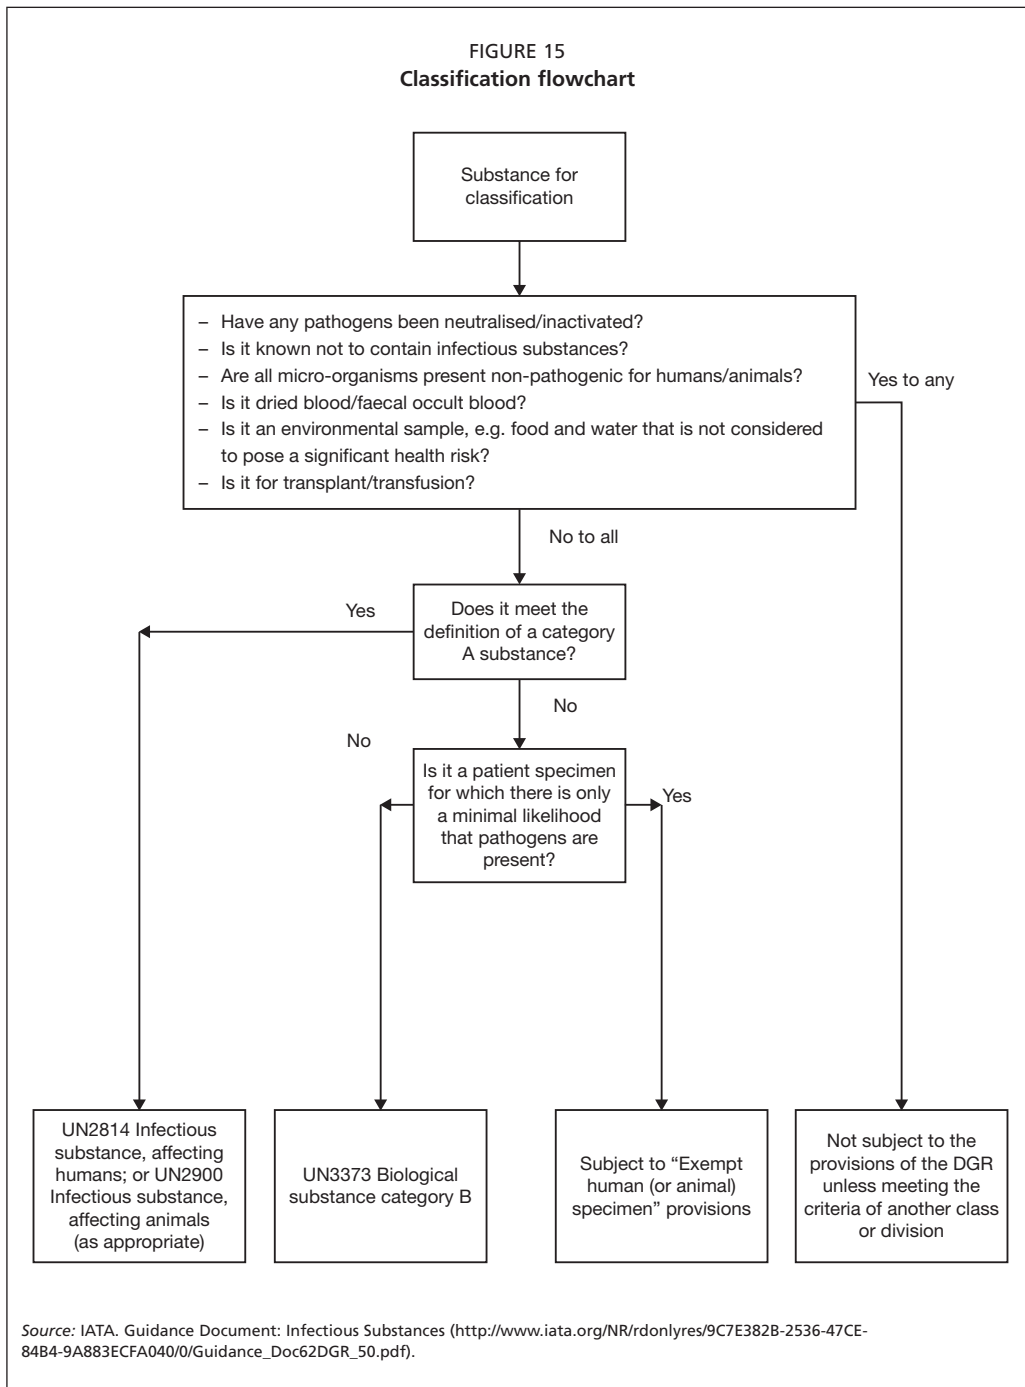 FIGURE 15
Classification flowchart
Substance for
classification
– Have any pathogens been neutralised/inactivated?
– Is it known not to contain infectious substances?
– Are all micro-organisms present non-pathogenic for humans/animals?
– Is it dried blood/faecal occult blood?
– Is it an environmental sample, e.g. food and water that is not considered
to pose a significant health risk?
– Is it for transplant/transfusion?
Yes to any
No to all
Yes
Does it meet the
definition of a category
A substance?
No
No
Is it a patient specimen
for which there is only
a minimal likelihood
that pathogens are
present?
Yes
UN2814 Infectious
substance, affecting
humans; or UN2900
Infectious substance,
affecting animals
(as appropriate)
UN3373 Biological
substance category B
Subject to “Exempt
human (or animal)
specimen” provisions
Not subject to the
provisions of the DGR
unless meeting the
criteria of another class
or division
Source: IATA. Guidance Document: Infectious Substances (http://www.iata.org/NR/rdonlyres/9C7E382B-2536-47CE-
84B4-9A883ECFA040/0/Guidance_Doc62DGR_50.pdf).